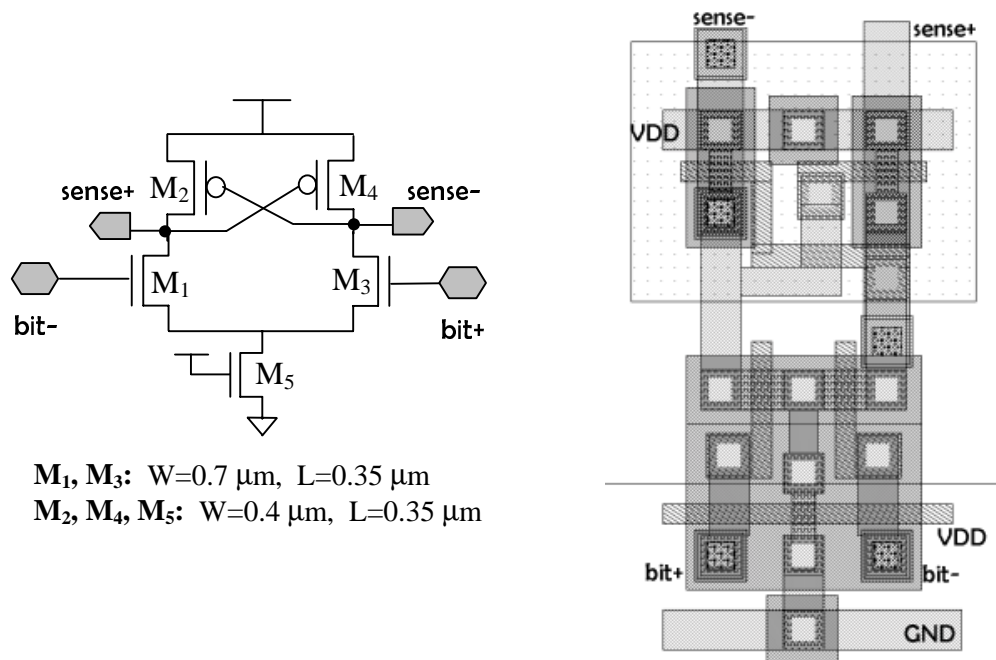 sense+
M₂
M₄
sense-
M₁
M₃
bit-
bit+
M₅
M₁, M₃: W=0.7 μm, L=0.35 μm
M₂, M₄, M₅: W=0.4 μm, L=0.35 μm
sense-
sense+
VDD
VDD
bit+
bit-
GND